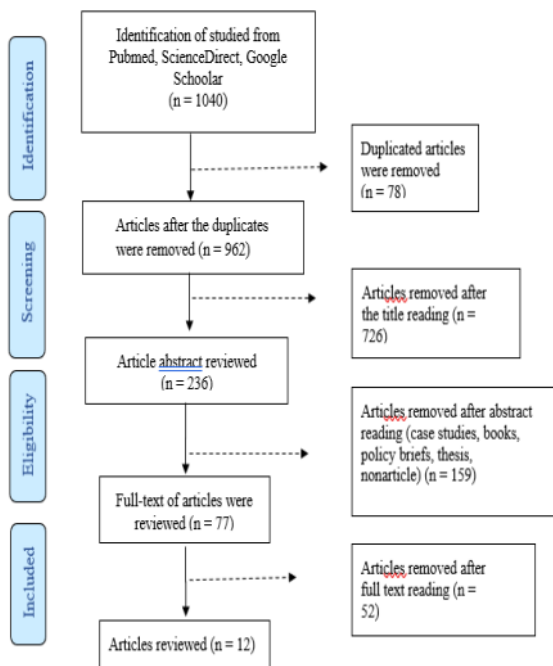 Identification
Identification of studied from
Pubmed, ScienceDirect, Google
Schoolar
(n = 1040)
Duplicated articles
were removed
(n = 78)
Screening
Articles after the duplicates
were removed (n = 962)
Articles removed after
the title reading (n =
726)
Article abstract reviewed
(n = 236)
Eligibility
Articles removed after abstract
reading (case studies, books,
policy briefs, thesis,
nonarticle) (n = 159)
Full-text of articles were
reviewed (n = 77)
Included
Articles removed after
full text reading (n =
52)
Articles reviewed (n = 12)